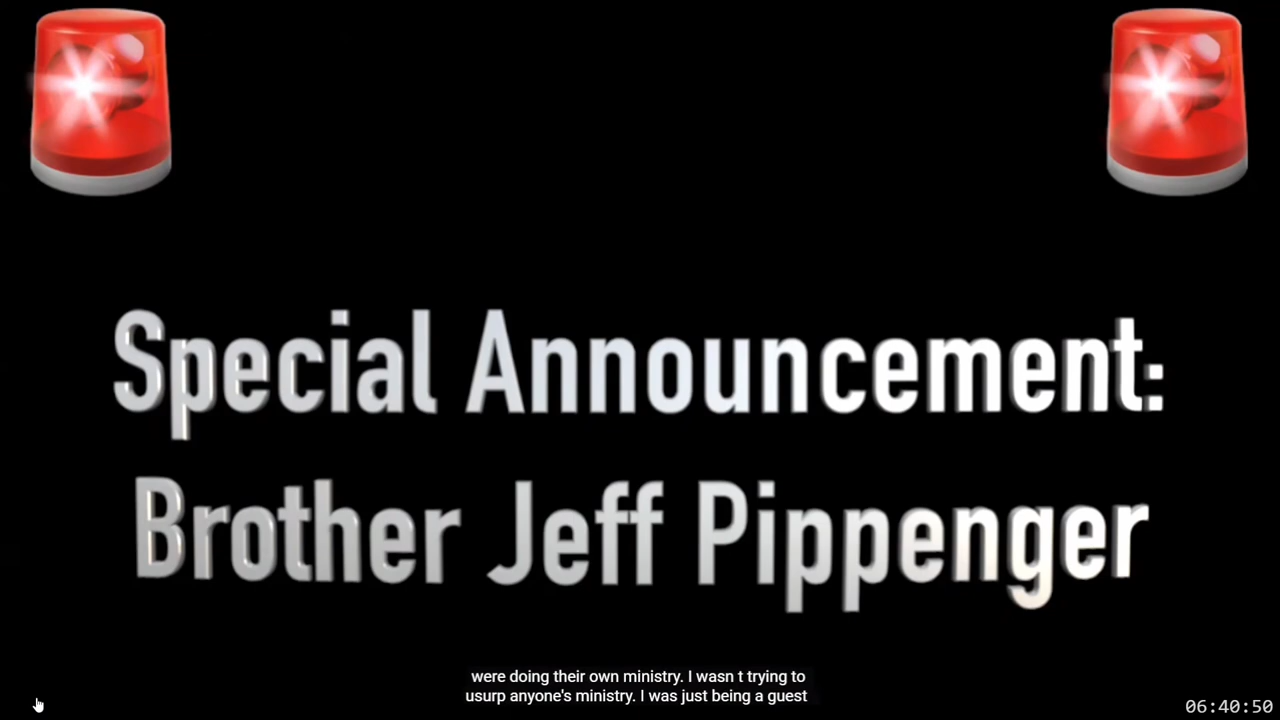 Special Announcement:
Brother Jeff Pippenger
were doing their own ministry. I wasn t trying to
usurp anyone's ministry. I was just being a guest
06:40:50